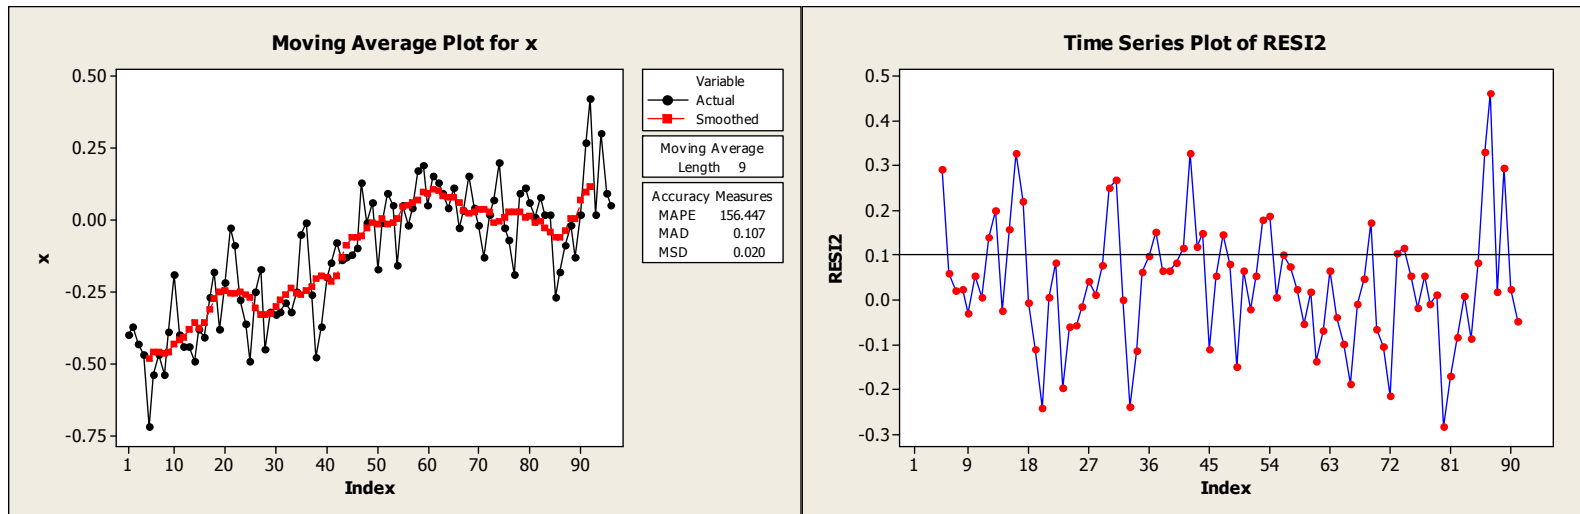 Moving Average Plot for x
0.50
0.25
0.00
-0.25
-0.50
-0.75
x
1 10 20 30 40 50 60 70 80 90
Index
Variable
Actual
Smoothed
Moving Average
Length 9
Accuracy Measures
MAPE 156.447
MAD 0.107
MSD 0.020
Time Series Plot of RESI2
0.5
0.4
0.3
0.2
0.1
0.0
-0.1
-0.2
-0.3
RESI2
1 9 18 27 36 45 54 63 72 81 90
Index